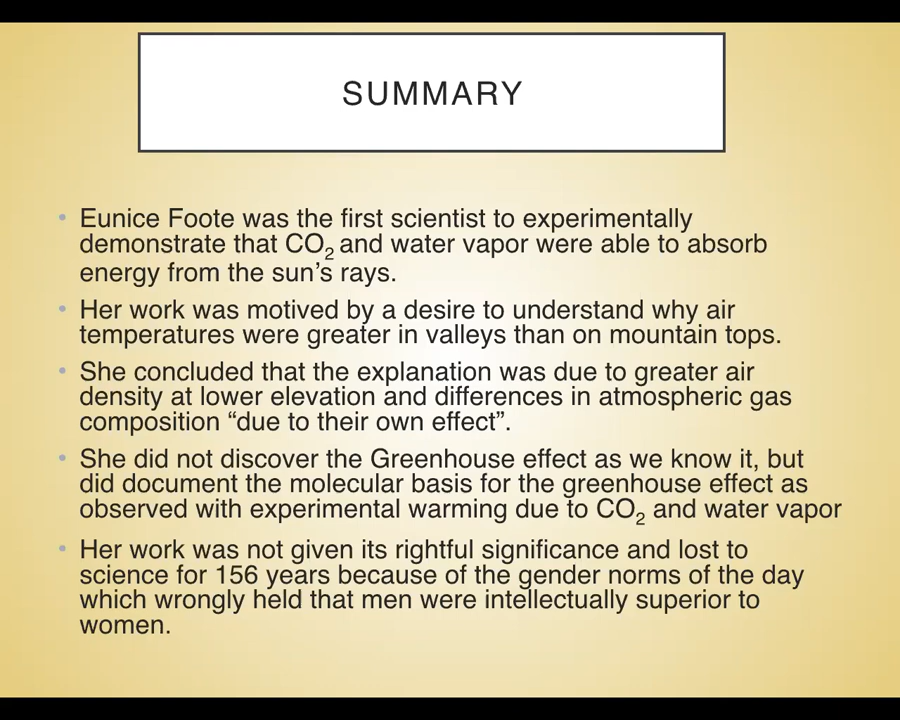 SUMMARY
• Eunice Foote was the first scientist to experimentally
demonstrate that CO₂ and water vapor were able to absorb
energy from the sun’s rays.
• Her work was motived by a desire to understand why air
temperatures were greater in valleys than on mountain tops.
• She concluded that the explanation was due to greater air
density at lower elevation and differences in atmospheric gas
composition “due to their own effect”.
• She did not discover the Greenhouse effect as we know it, but
did document the molecular basis for the greenhouse effect as
observed with experimental warming due to CO₂ and water vapor
• Her work was not given its rightful significance and lost to
science for 156 years because of the gender norms of the day
which wrongly held that men were intellectually superior to
women.